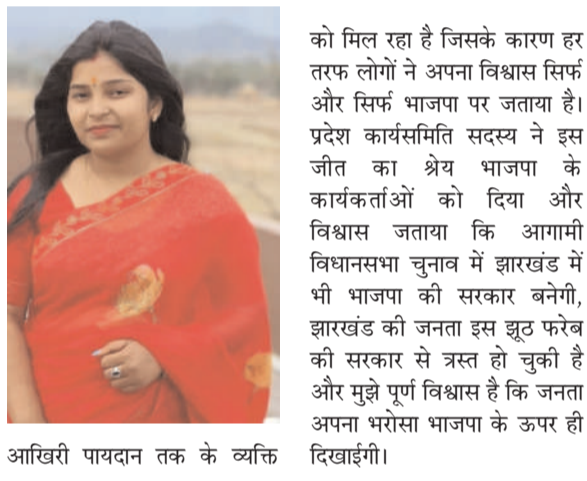 आखिरी पायदान तक के व्यक्ति
को मिल रहा है जिसके कारण हर
तरफ लोगों ने अपना विश्वास सिर्फ
और सिर्फ भाजपा पर जताया है।
प्रदेश कार्यसमिति सदस्य ने इस
जीत का श्रेय भाजपा के
कार्यकर्ताओं को दिया और
विश्वास जताया कि आगामी
विधानसभा चुनाव में झारखंड में
भी भाजपा की सरकार बनेगी,
झारखंड की जनता इस झूठ फरेब
की सरकार से त्रस्त हो चुकी है
और मुझे पूर्ण विश्वास है कि जनता
अपना भरोसा भाजपा के ऊपर ही
दिखाईगी।